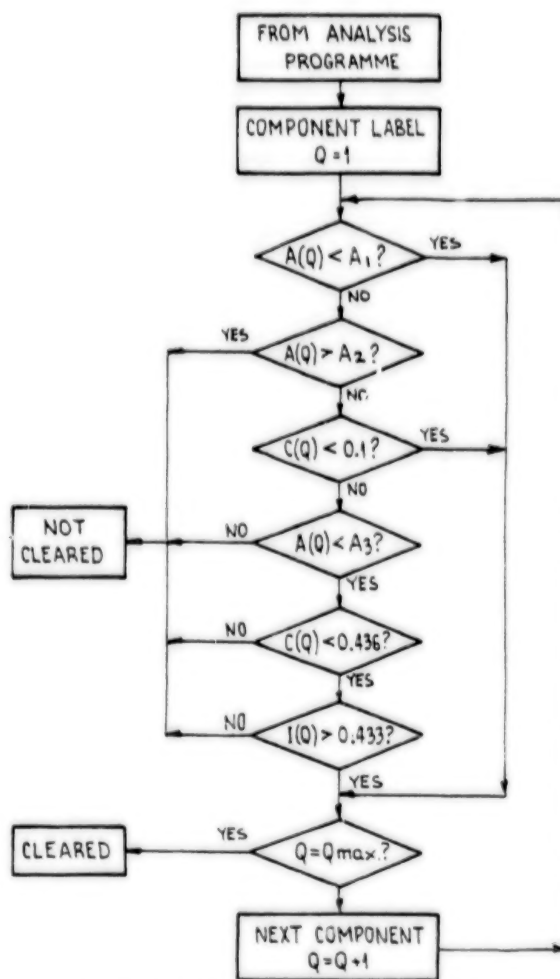 FROM ANALYSIS
PROGRAMME
COMPONENT LABEL
Q=1
A(Q) < A1?
YES
NO
YES
A(Q) > A2?
NO
C(Q) < 0.1?
YES
NO
NOT
CLEARED
NO
A(Q) < A3?
YES
NO
C(Q) < 0.436?
YES
NO
I(Q) > 0.433?
YES
CLEARED
YES
Q=Qmax.?
NEXT COMPONENT
Q=Q+1